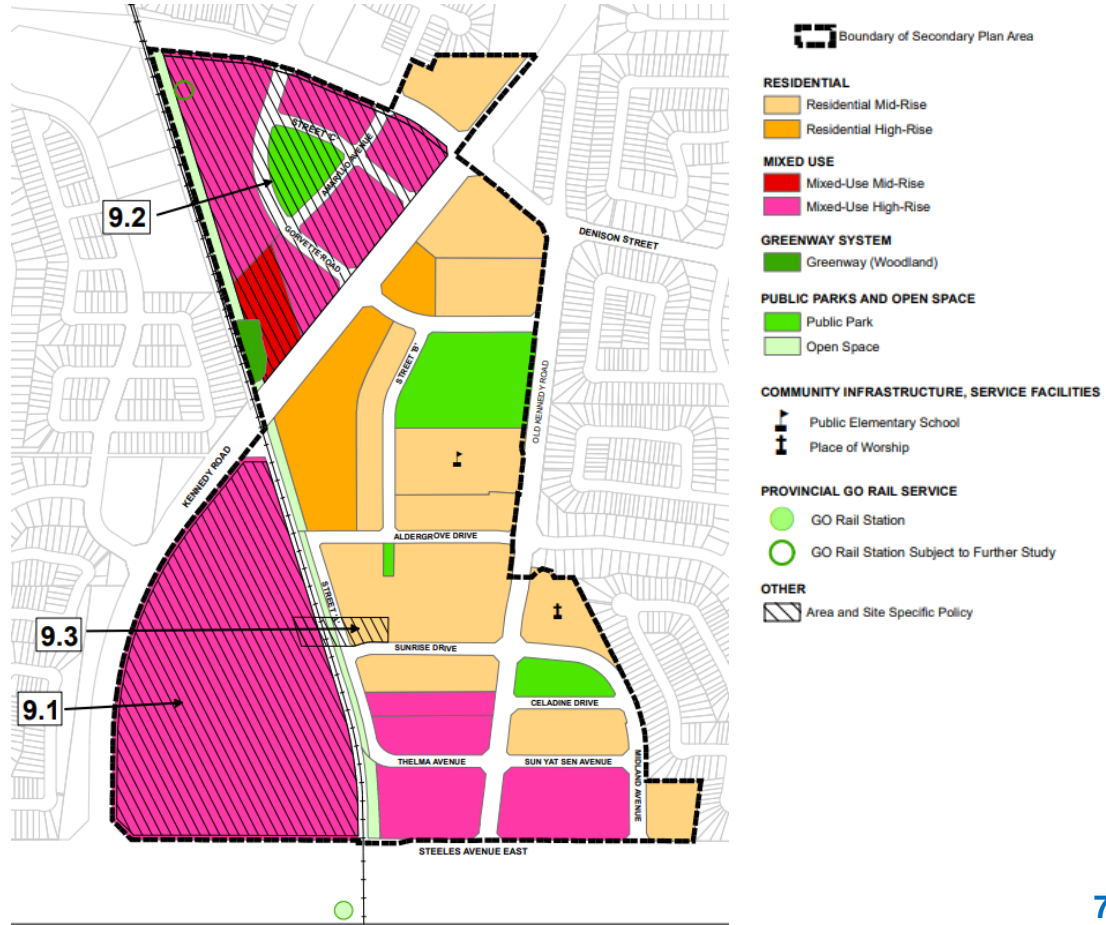 Boundary of Secondary Plan Area
RESIDENTIAL
Residential Mid-Rise
Residential High-Rise
MIXED USE
Mixed-Use Mid-Rise
Mixed-Use High-Rise
GREENWAY SYSTEM
Greenway (Woodland)
PUBLIC PARKS AND OPEN SPACE
Public Park
Open Space
COMMUNITY INFRASTRUCTURE, SERVICE FACILITIES
Public Elementary School
Place of Worship
PROVINCIAL GO RAIL SERVICE
GO Rail Station
GO Rail Station Subject to Further Study
OTHER
Area and Site Specific Policy
STREET 'C'
AMARILLO AVENUE
9.2
GORVETTE ROAD
DENISON STREET
STREET 'B'
OLD KENNEDY ROAD
KENNEDY ROAD
ALDERGROVE DRIVE
STREET 'A'
9.3
SUNRISE DRIVE
9.1
CELADINE DRIVE
THELMA AVENUE
SUN YAT SEN AVENUE
MIDLAND AVENUE
STEELES AVENUE EAST
7